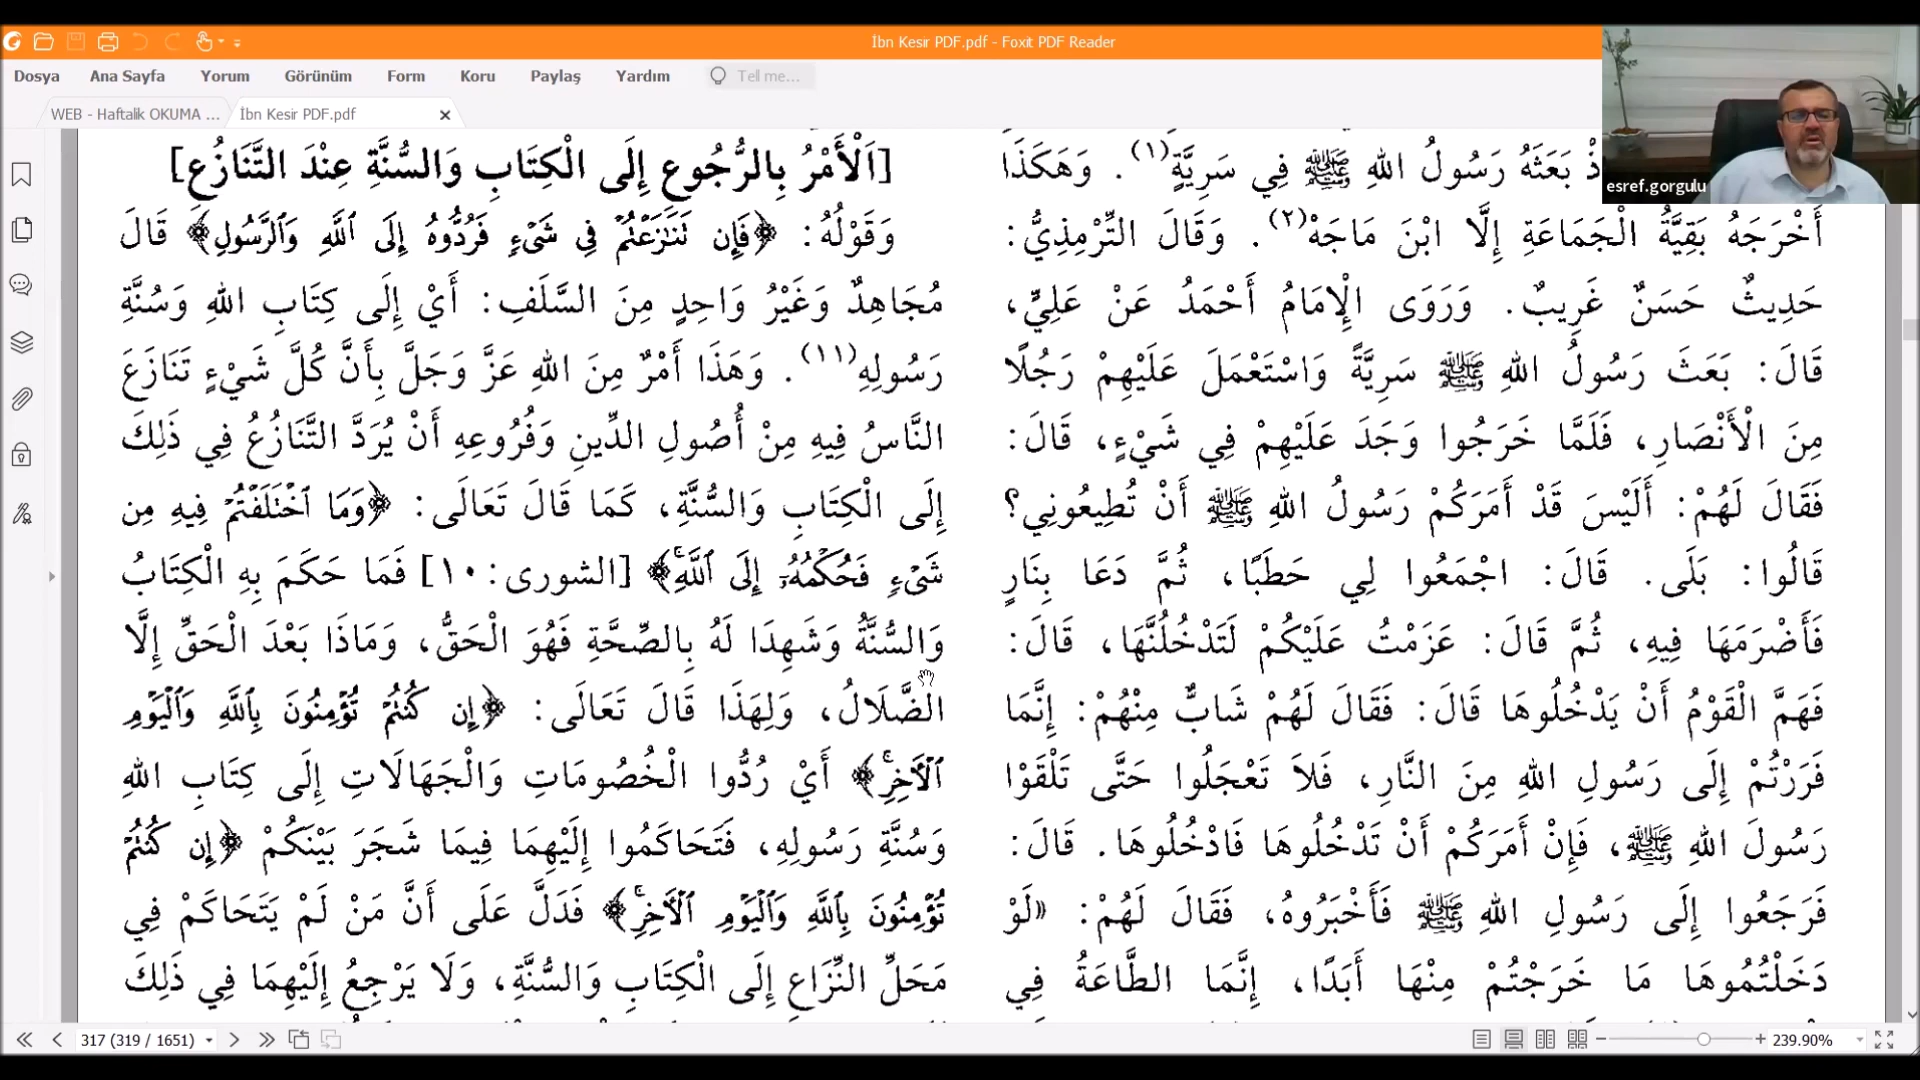 İbn Kesir PDF.pdf - Foxit PDF Reader
Dosya Ana Sayfa Yorum Görünüm Form Koru Paylaş Yardım Tell me...
WEB - Haftalik OKUMA ... İbn Kesir PDF.pdf
esref.gorgulu
بَعَثَهُ رَسُولُ اللهِ ﷺ فِي سَرِيَّةٍ(١). وَهَكَذَا
أَخْرَجَهُ بَقِيَّةُ الْجَمَاعَةِ إِلَّا ابْنَ مَاجَهْ(٢). وَقَالَ التِّرْمِذِيُّ:
حَدِيثٌ حَسَنٌ غَرِيبٌ. وَرَوَى الْإِمَامُ أَحْمَدُ عَنْ عَلِيٍّ،
قَالَ: بَعَثَ رَسُولُ اللهِ ﷺ سَرِيَّةً وَاسْتَعْمَلَ عَلَيْهِمْ رَجُلًا
مِنَ الْأَنْصَارِ، فَلَمَّا خَرَجُوا وَجَدَ عَلَيْهِمْ فِي شَيْءٍ، قَالَ:
فَقَالَ لَهُمْ: أَلَيْسَ قَدْ أَمَرَكُمْ رَسُولُ اللهِ ﷺ أَنْ تُطِيعُونِي؟
قَالُوا: بَلَى. قَالَ: اجْمَعُوا لِي حَطَبًا، ثُمَّ دَعَا بِنَارٍ
فَأَضْرَمَهَا فِيهِ، ثُمَّ قَالَ: عَزَمْتُ عَلَيْكُمْ لَتَدْخُلُنَّهَا، قَالَ:
فَهَمَّ الْقَوْمُ أَنْ يَدْخُلُوهَا قَالَ: فَقَالَ لَهُمْ شَابٌّ مِنْهُمْ: إِنَّمَا
فَرَرْتُمْ إِلَى رَسُولِ اللهِ مِنَ النَّارِ، فَلاَ تَعْجَلُوا حَتَّى تَلْقَوْا
رَسُولَ اللهِ ﷺ، فَإِنْ أَمَرَكُمْ أَنْ تَدْخُلُوهَا فَادْخُلُوهَا. قَالَ:
فَرَجَعُوا إِلَى رَسُولِ اللهِ ﷺ فَأَخْبَرُوهُ، فَقَالَ لَهُمْ: «لَوْ
دَخَلْتُمُوهَا مَا خَرَجْتُمْ مِنْهَا أَبَدًا، إِنَّمَا الطَّاعَةُ فِي
[اَلْأَمْرُ بِالرُّجُوعِ إِلَى الْكِتَابِ وَالسُّنَّةِ عِنْدَ التَّنَازُعِ]
وَقَوْلُهُ: ﴿فَإِن تَنَٰزَعْتُمْ فِى شَىْءٍ فَرُدُّوهُ إِلَى ٱللَّهِ وَٱلرَّسُولِ﴾ قَالَ
مُجَاهِدٌ وَغَيْرُ وَاحِدٍ مِنَ السَّلَفِ: أَيْ إِلَى كِتَابِ اللهِ وَسُنَّةِ
رَسُولِهِ(١١). وَهَذَا أَمْرٌ مِنَ اللهِ عَزَّ وَجَلَّ بِأَنَّ كُلَّ شَيْءٍ تَنَازَعَ
النَّاسُ فِيهِ مِنْ أُصُولِ الدِّينِ وَفُرُوعِهِ أَنْ يُرَدَّ التَّنَازُعُ فِي ذَلِكَ
إِلَى الْكِتَابِ وَالسُّنَّةِ، كَمَا قَالَ تَعَالَى: ﴿وَمَا ٱخْتَلَفْتُمْ فِيهِ مِن
شَىْءٍ فَحُكْمُهُۥٓ إِلَى ٱللَّهِۚ﴾ [الشورى: ١٠] فَمَا حَكَمَ بِهِ الْكِتَابُ
وَالسُّنَّةُ وَشَهِدَا لَهُ بِالصِّحَّةِ فَهُوَ الْحَقُّ، وَمَاذَا بَعْدَ الْحَقِّ إِلَّا
الضَّلَالُ، وَلِهَذَا قَالَ تَعَالَى: ﴿إِن كُنتُمْ تُؤْمِنُونَ بِٱللَّهِ وَٱلْيَوْمِ
ٱلْأَخِرِۚ﴾ أَيْ رُدُّوا الْخُصُومَاتِ وَالْجَهَالَاتِ إِلَى كِتَابِ اللهِ
وَسُنَّةِ رَسُولِهِ، فَتَحَاكَمُوا إِلَيْهِمَا فِيمَا شَجَرَ بَيْنَكُمْ ﴿إِن كُنتُمْ
تُؤْمِنُونَ بِٱللَّهِ وَٱلْيَوْمِ ٱلْأَخِرِۚ﴾ فَدَلَّ عَلَى أَنَّ مَنْ لَمْ يَتَحَاكَمْ فِي
مَحَلِّ النِّزَاعِ إِلَى الْكِتَابِ وَالسُّنَّةِ، وَلَا يَرْجِعُ إِلَيْهِمَا فِي ذَلِكَ
317 (319 / 1651) 239.90%